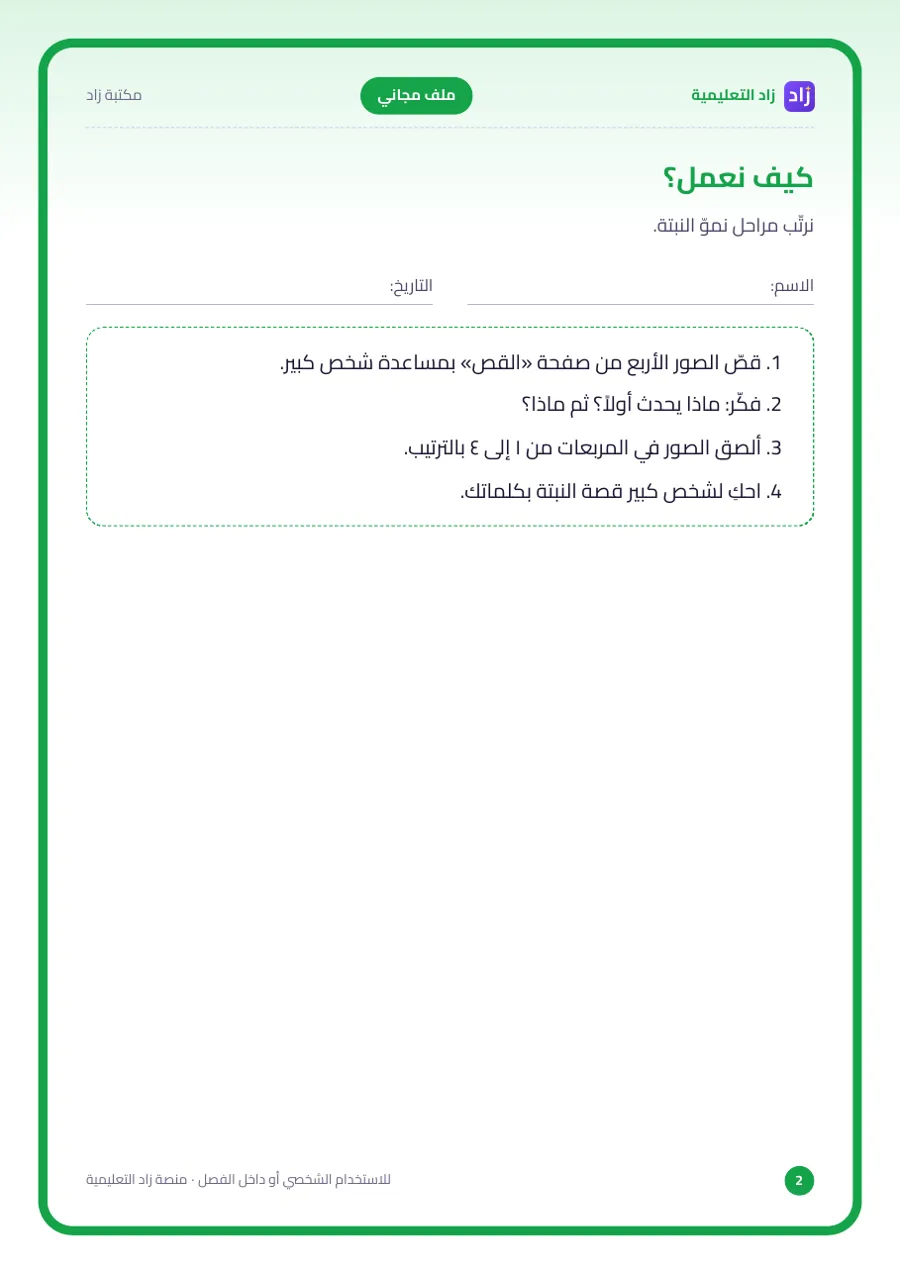 زاد زاد التعليمية
ملف مجاني
مكتبة زاد
كيف نعمل؟
نرتّب مراحل نموّ النبتة.
الاسم:
التاريخ:
1. قصّ الصور الأربع من صفحة «القص» بمساعدة شخص كبير.
2. فكّر: ماذا يحدث أولاً؟ ثم ماذا؟
3. ألصق الصور في المربعات من ١ إلى ٤ بالترتيب.
4. احكِ لشخص كبير قصة النبتة بكلماتك.
2
للاستخدام الشخصي أو داخل الفصل · منصة زاد التعليمية